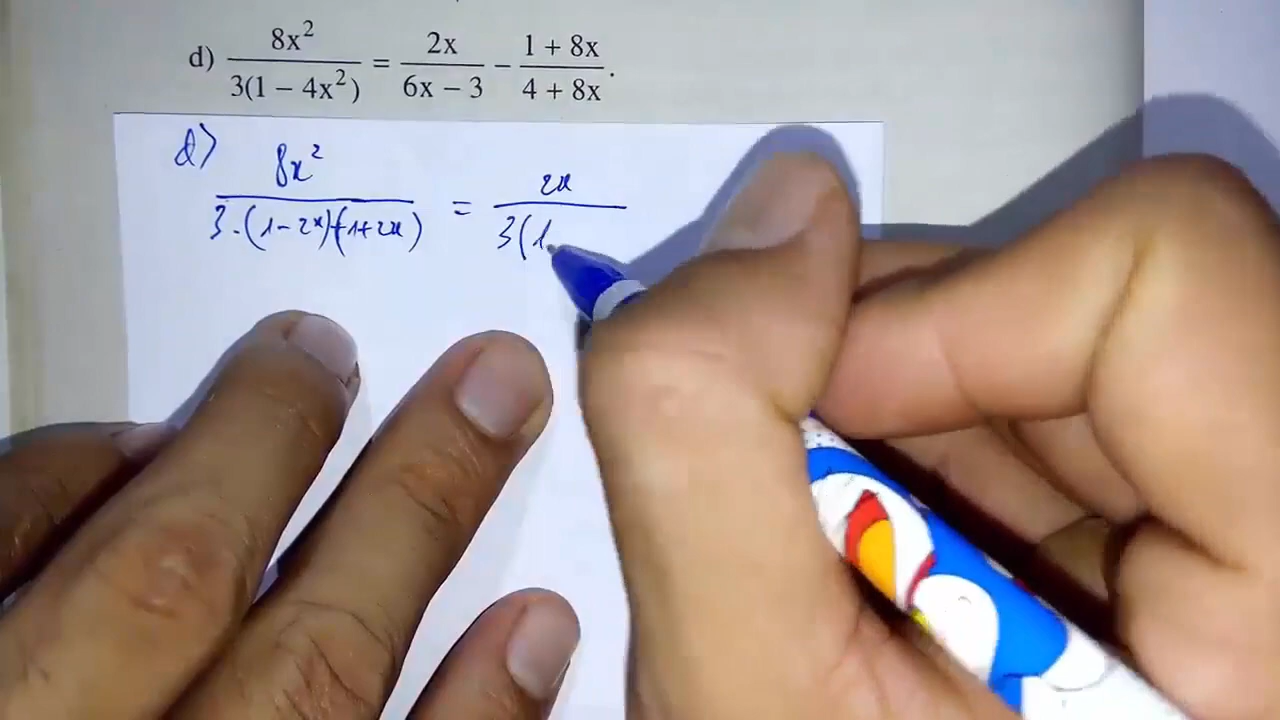 d) 8x² / 3(1 − 4x²) = 2x / 6x − 3 − 1 + 8x / 4 + 8x .
d) 8x² / 3·(1−2x)(1+2x) = 2x / 3(1